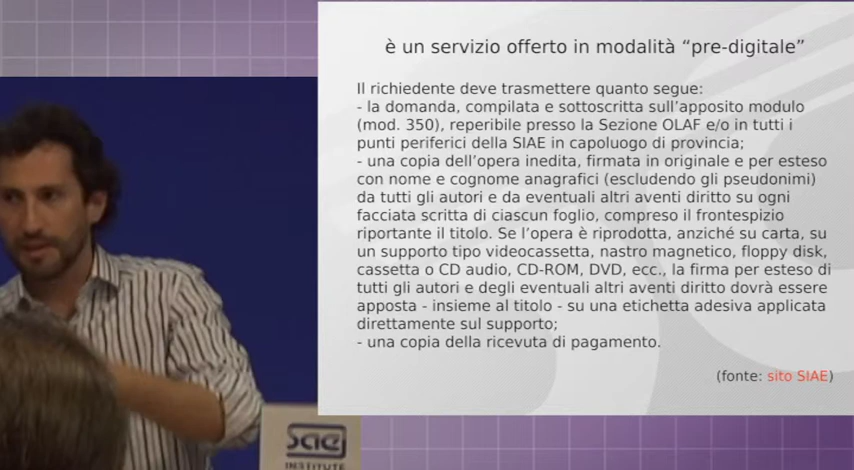 è un servizio offerto in modalità “pre-digitale”
Il richiedente deve trasmettere quanto segue:
- la domanda, compilata e sottoscritta sull’apposito modulo
(mod. 350), reperibile presso la Sezione OLAF e/o in tutti i
punti periferici della SIAE in capoluogo di provincia;
- una copia dell’opera inedita, firmata in originale e per esteso
con nome e cognome anagrafici (escludendo gli pseudonimi)
da tutti gli autori e da eventuali altri aventi diritto su ogni
facciata scritta di ciascun foglio, compreso il frontespizio
riportante il titolo. Se l’opera è riprodotta, anziché su carta, su
un supporto tipo videocassetta, nastro magnetico, floppy disk,
cassetta o CD audio, CD-ROM, DVD, ecc., la firma per esteso di
tutti gli autori e degli eventuali altri aventi diritto dovrà essere
apposta - insieme al titolo - su una etichetta adesiva applicata
direttamente sul supporto;
- una copia della ricevuta di pagamento.
(fonte: sito SIAE)
sae
INSTITUTE